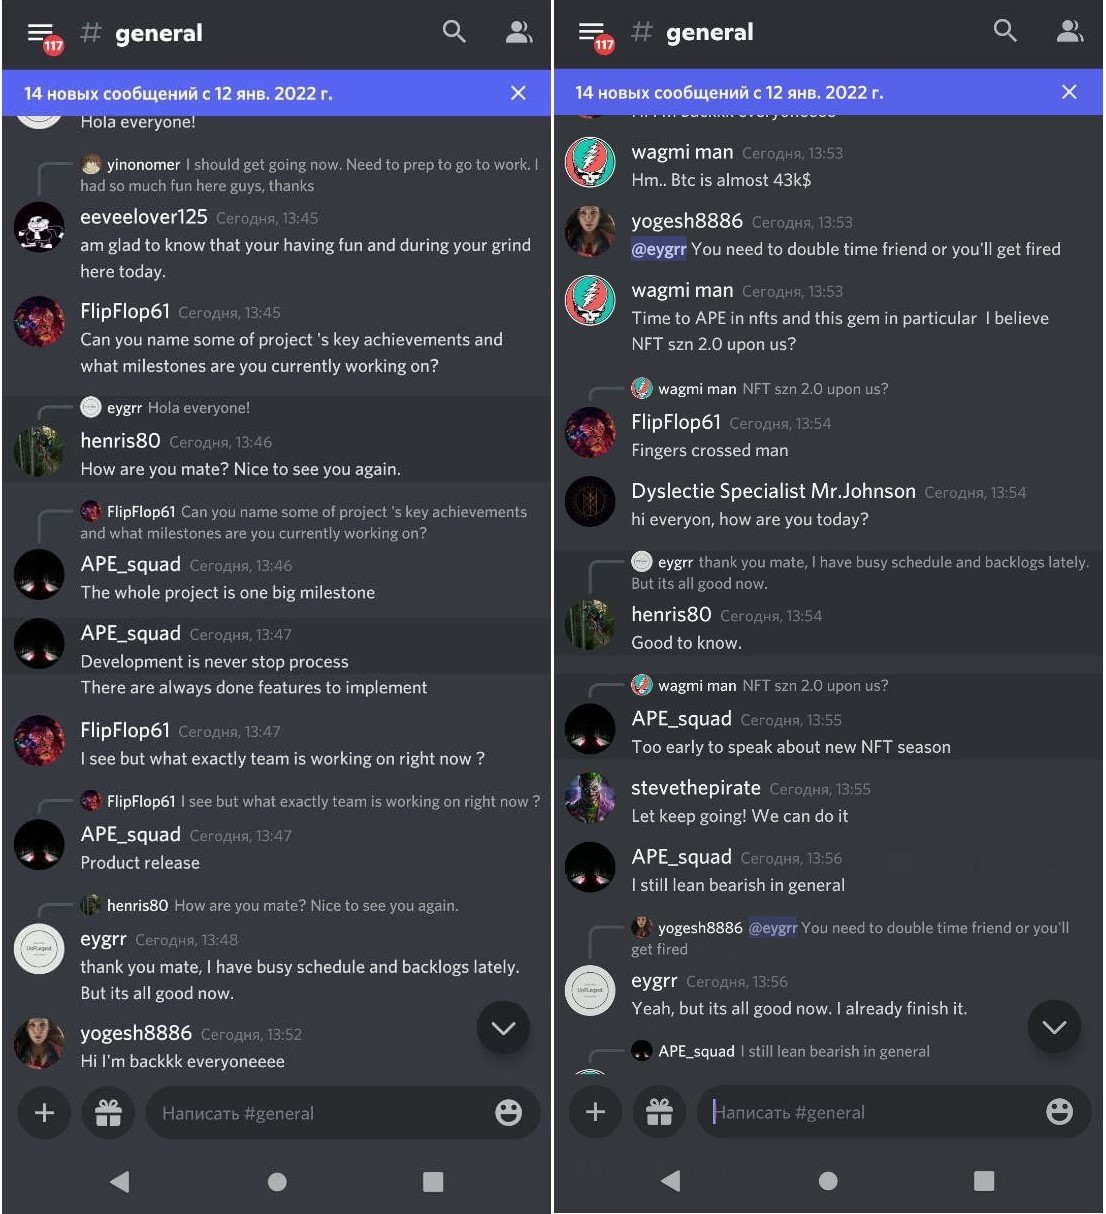 117
# general
14 новых сообщений с 12 янв. 2022 г.
Hola everyone!
yinonomer I should get going now. Need to prep to go to work. I
had so much fun here guys, thanks
eeveelover125 Сегодня, 13:45
am glad to know that your having fun and during your grind
here today.
FlipFlop61 Сегодня, 13:45
Can you name some of project 's key achievements and
what milestones are you currently working on?
eygrr Hola everyone!
henris80 Сегодня, 13:46
How are you mate? Nice to see you again.
FlipFlop61 Can you name some of project 's key achievements
and what milestones are you currently working on?
APE_squad Сегодня, 13:46
The whole project is one big milestone
APE_squad Сегодня, 13:47
Development is never stop process
There are always done features to implement
FlipFlop61 Сегодня, 13:47
I see but what exactly team is working on right now ?
FlipFlop61 I see but what exactly team is working on right now ?
APE_squad Сегодня, 13:47
Product release
henris80 How are you mate? Nice to see you again.
eygrr Сегодня, 13:48
thank you mate, I have busy schedule and backlogs lately.
But its all good now.
yogesh8886 Сегодня, 13:52
Hi I'm backkk everyoneeee
Написать #general
117
# general
14 новых сообщений с 12 янв. 2022 г.
wagmi man Сегодня, 13:53
Hm.. Btc is almost 43k$
yogesh8886 Сегодня, 13:53
@eygrr You need to double time friend or you'll get fired
wagmi man Сегодня, 13:53
Time to APE in nfts and this gem in particular I believe
NFT szn 2.0 upon us?
wagmi man NFT szn 2.0 upon us?
FlipFlop61 Сегодня, 13:54
Fingers crossed man
Dyslectie Specialist Mr.Johnson Сегодня, 13:54
hi everyon, how are you today?
eygrr thank you mate, I have busy schedule and backlogs lately.
But its all good now.
henris80 Сегодня, 13:54
Good to know.
wagmi man NFT szn 2.0 upon us?
APE_squad Сегодня, 13:55
Too early to speak about new NFT season
stevethepirate Сегодня, 13:55
Let keep going! We can do it
APE_squad Сегодня, 13:56
I still lean bearish in general
yogesh8886 @eygrr You need to double time friend or you'll
get fired
eygrr Сегодня, 13:56
Yeah, but its all good now. I already finish it.
APE_squad I still lean bearish in general
Написать #general